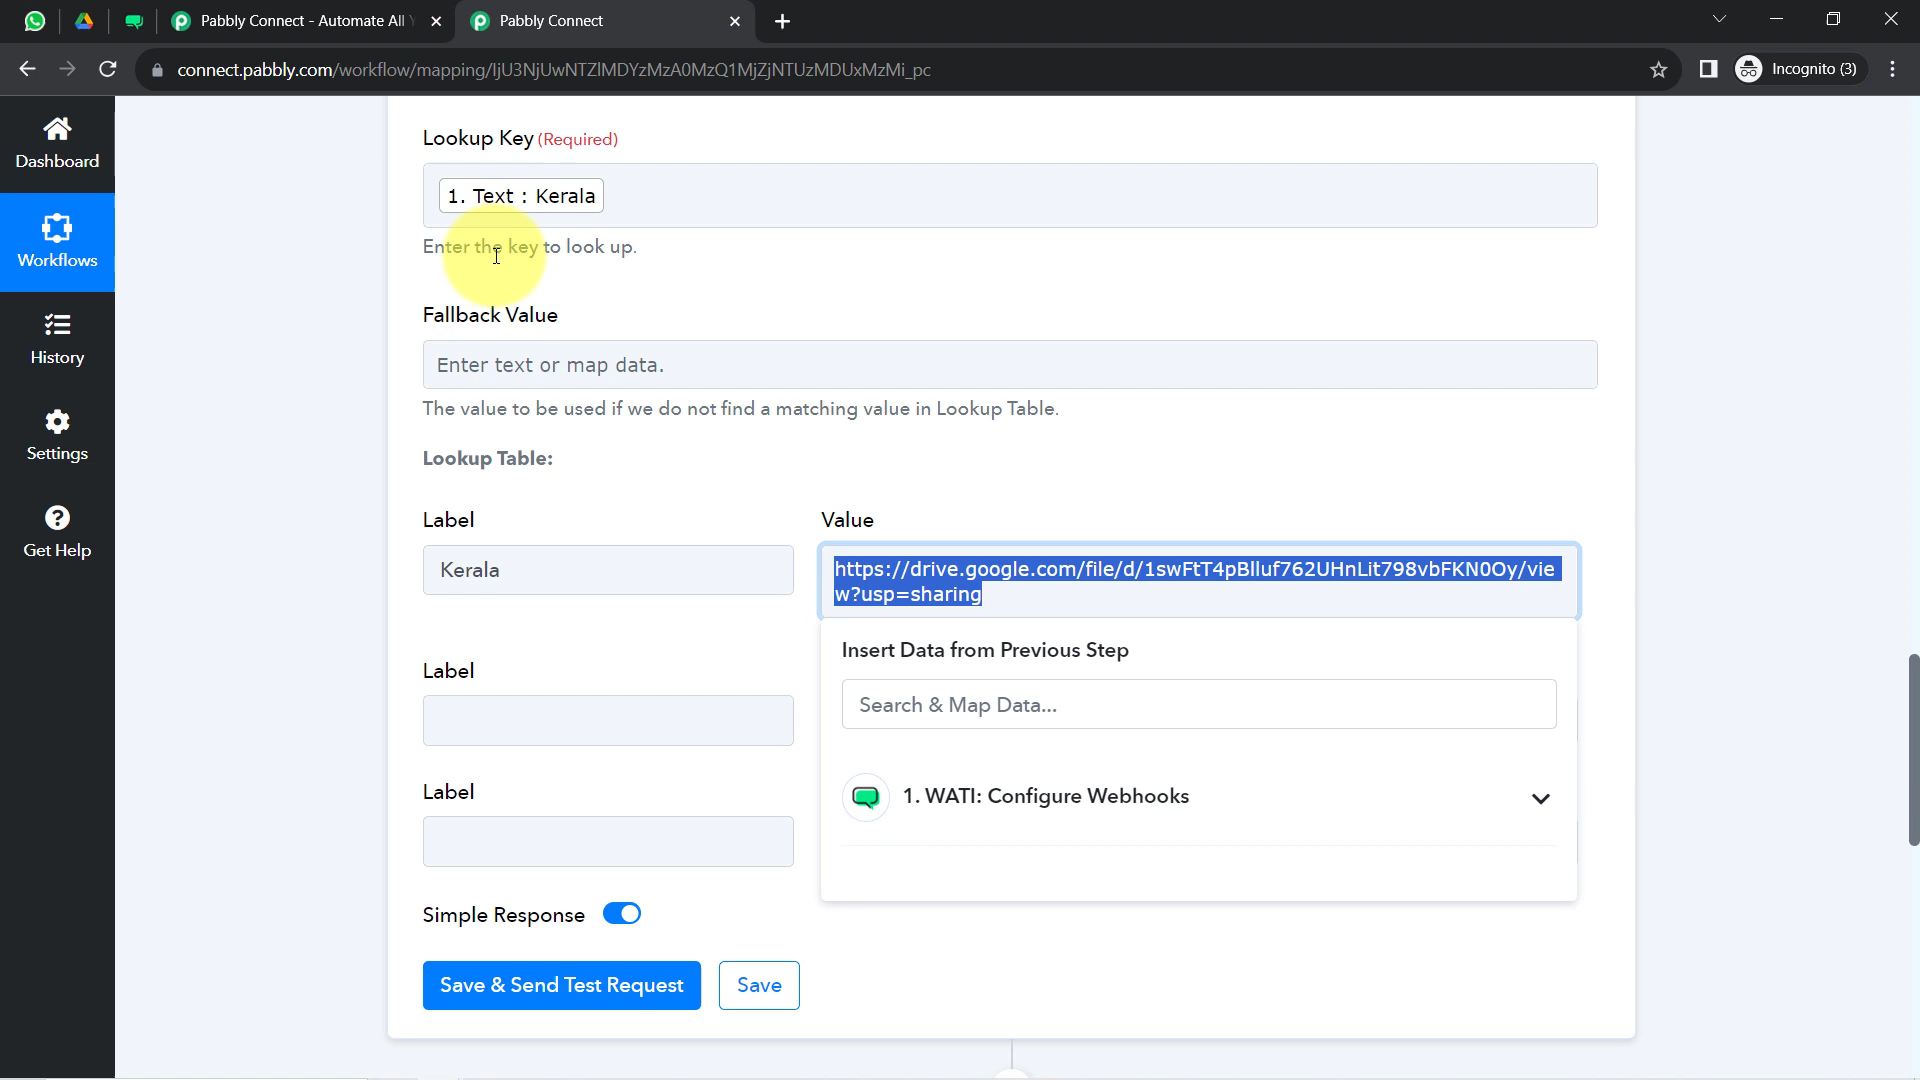 Pabbly Connect - Automate All
Pabbly Connect
connect.pabbly.com/workflow/mapping/IjU3NjUwNTZlMDYzMzA0MzQ1MjZjNTUzMDUxMzMi_pc
Incognito (3)
Dashboard
Workflows
History
Settings
Get Help
Lookup Key (Required)
1. Text : Kerala
Enter the key to look up.
Fallback Value
Enter text or map data.
The value to be used if we do not find a matching value in Lookup Table.
Lookup Table:
Label
Value
Kerala
https://drive.google.com/file/d/1swFtT4pBlluf762UHnLit798vbFKN0Oy/vie
w?usp=sharing
Insert Data from Previous Step
Label
Search & Map Data...
Label
1. WATI: Configure Webhooks
Simple Response
Save & Send Test Request
Save